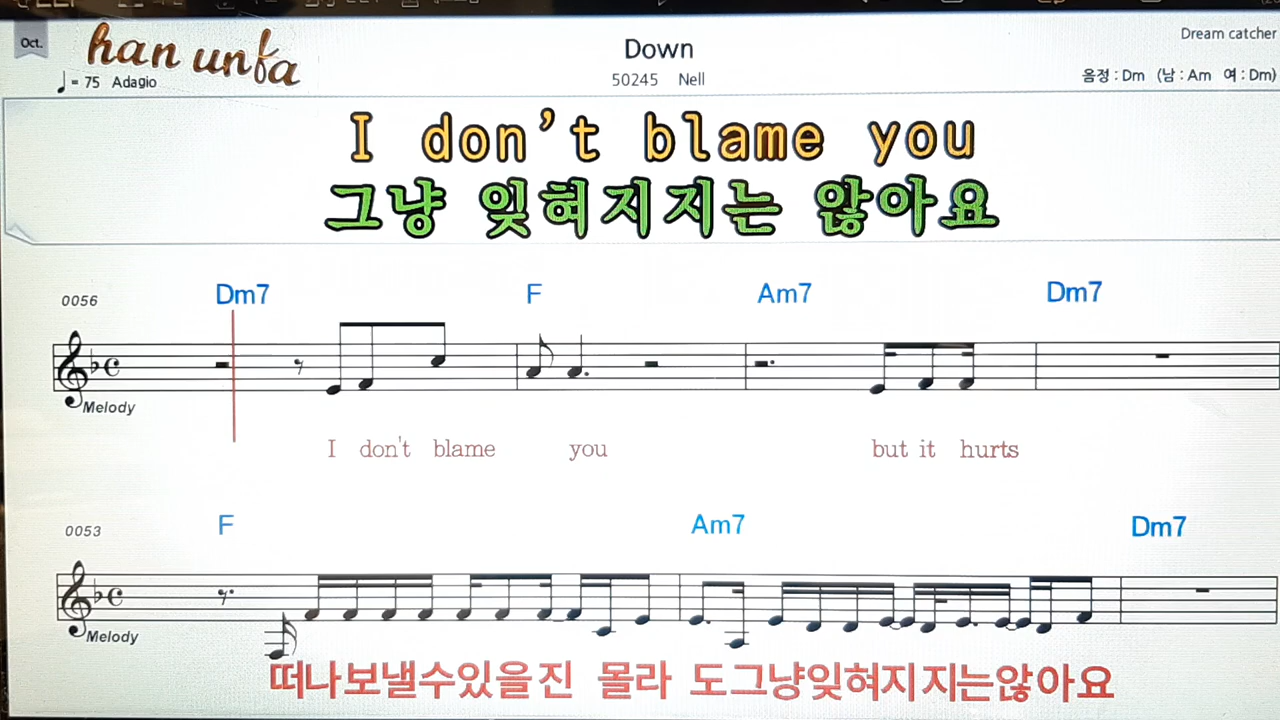 Oct.
han unfa
♩ = 75 Adagio
Down
50245 Nell
Dream catcher
음정 : Dm (남 : Am 여 : Dm)
I don't blame you
그냥 잊혀지지는 않아요
0056
Dm7 F Am7 Dm7
Melody
I don't blame you but it hurts
0053
F Am7 Dm7
Melody
떠나보낼수있을진 몰라 도그냥잊혀지지는않아요